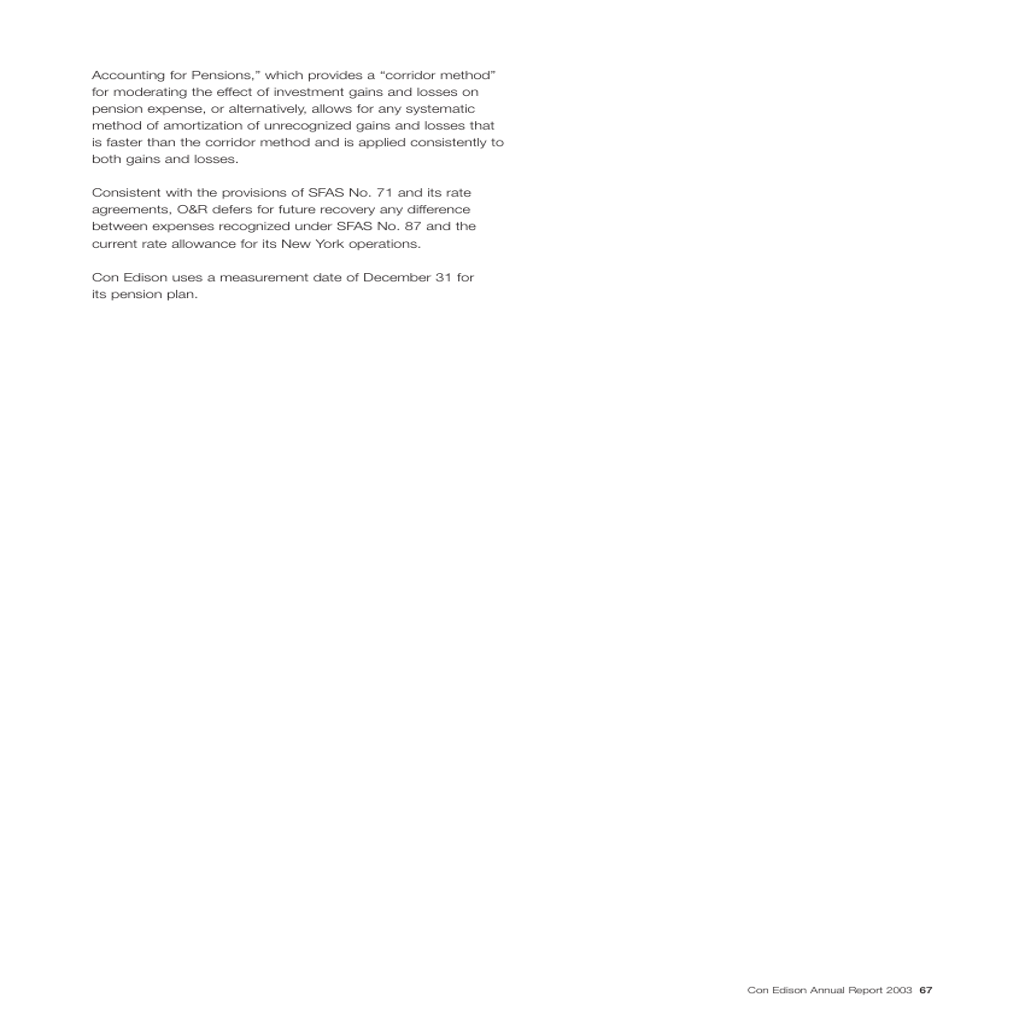 Accounting for Pensions,” which provides a “corridor method”
for moderating the effect of investment gains and losses on
pension expense, or alternatively, allows for any systematic
method of amortization of unrecognized gains and losses that
is faster than the corridor method and is applied consistently to
both gains and losses.
Consistent with the provisions of SFAS No. 71 and its rate
agreements, O&R defers for future recovery any difference
between expenses recognized under SFAS No. 87 and the
current rate allowance for its New York operations.
Con Edison uses a measurement date of December 31 for
its pension plan.
Con Edison Annual Report 2003 67